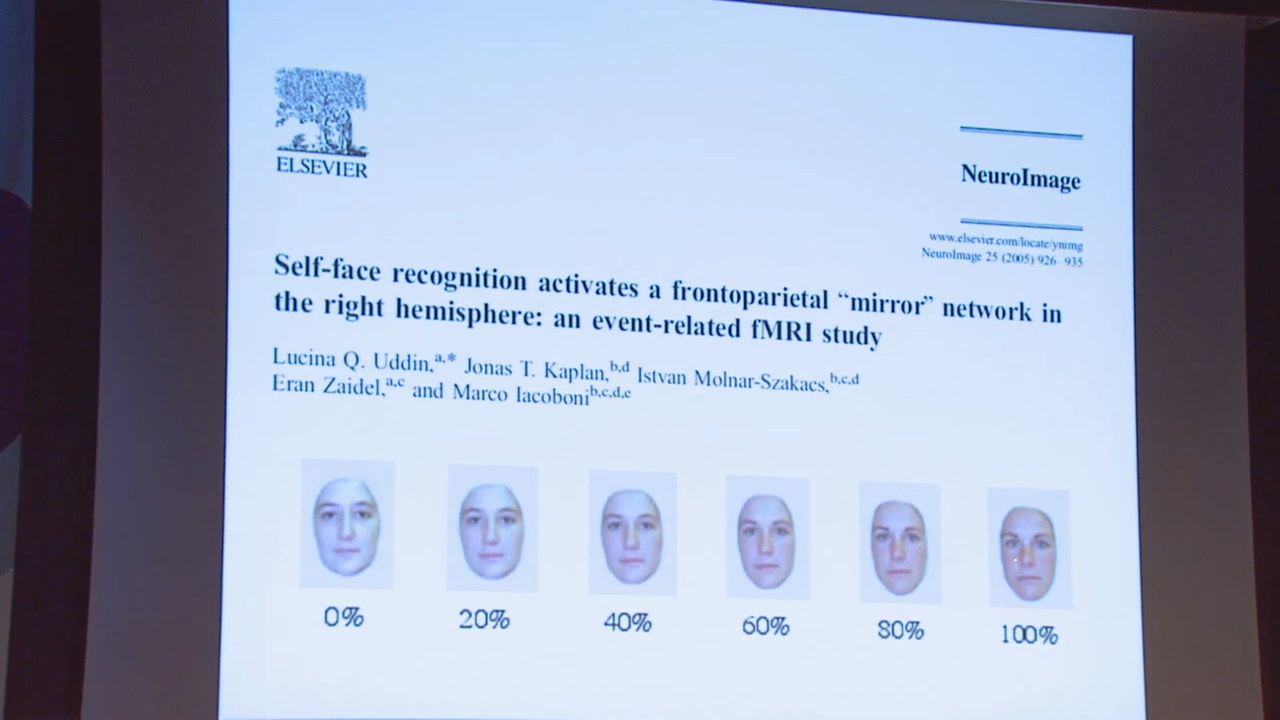 ELSEVIER
NeuroImage
www.elsevier.com/locate/ynimg
NeuroImage 25 (2005) 926–935
Self-face recognition activates a frontoparietal “mirror” network in
the right hemisphere: an event-related fMRI study
Lucina Q. Uddin,a,* Jonas T. Kaplan,b,d Istvan Molnar-Szakacs,b,c,d
Eran Zaidel,a,c and Marco Iacobonib,c,d,e
0% 20% 40% 60% 80% 100%